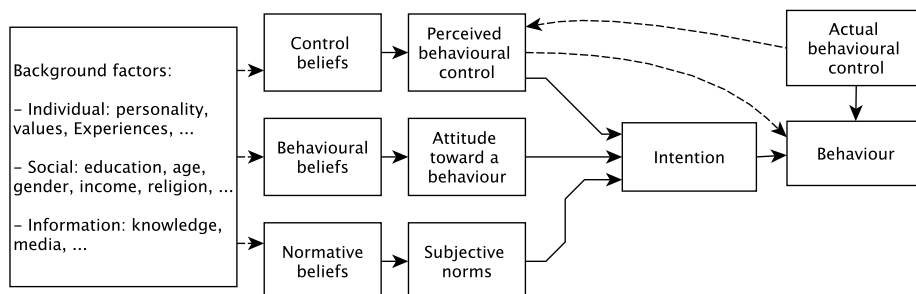 Background factors:
– Individual: personality,
values, Experiences, ...
– Social: education, age,
gender, income, religion, ...
– Information: knowledge,
media, ...
Control
beliefs
Perceived
behavioural
control
Actual
behavioural
control
Behavioural
beliefs
Attitude
toward a
behaviour
Intention
Behaviour
Normative
beliefs
Subjective
norms